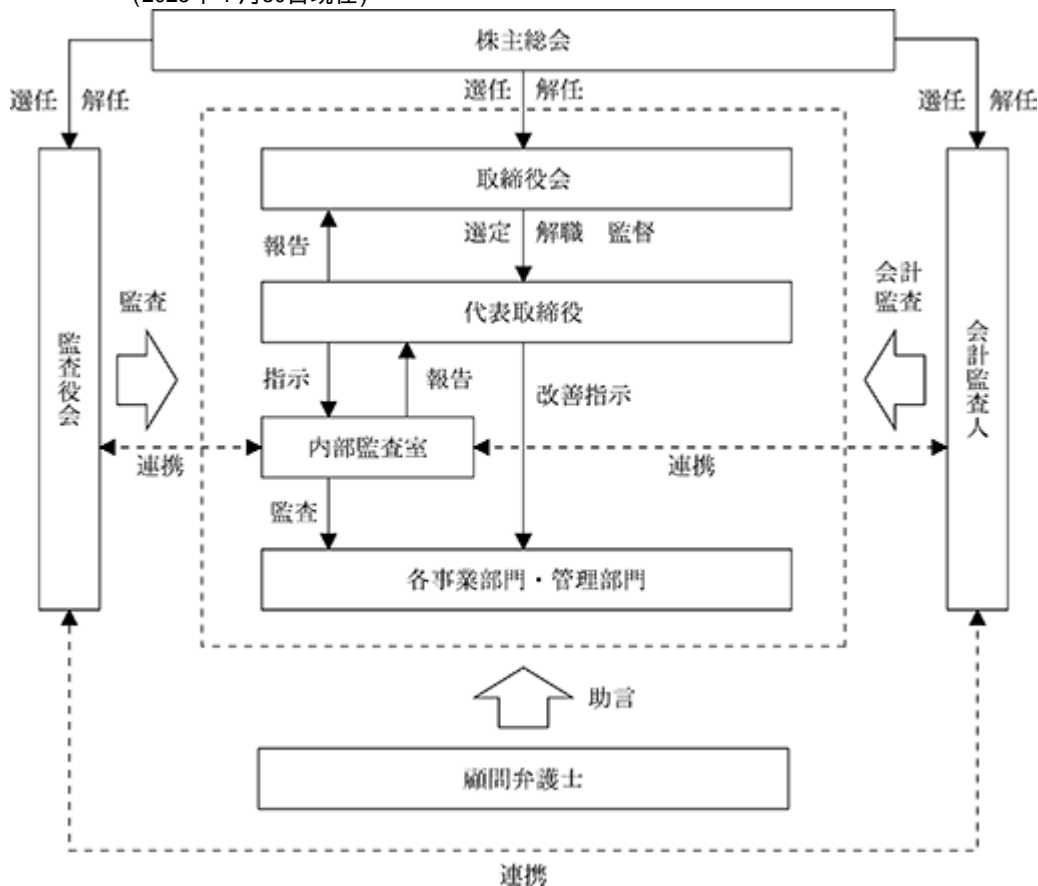 株主総会
選任 解任
選任 解任
選任 解任
取締役会
報告
選定 解職 監督
監査
会計
監査
代表取締役
監査役会
会計監査人
指示
報告
改善指示
内部監査室
連携
連携
監査
各事業部門・管理部門
助言
顧問弁護士
連携